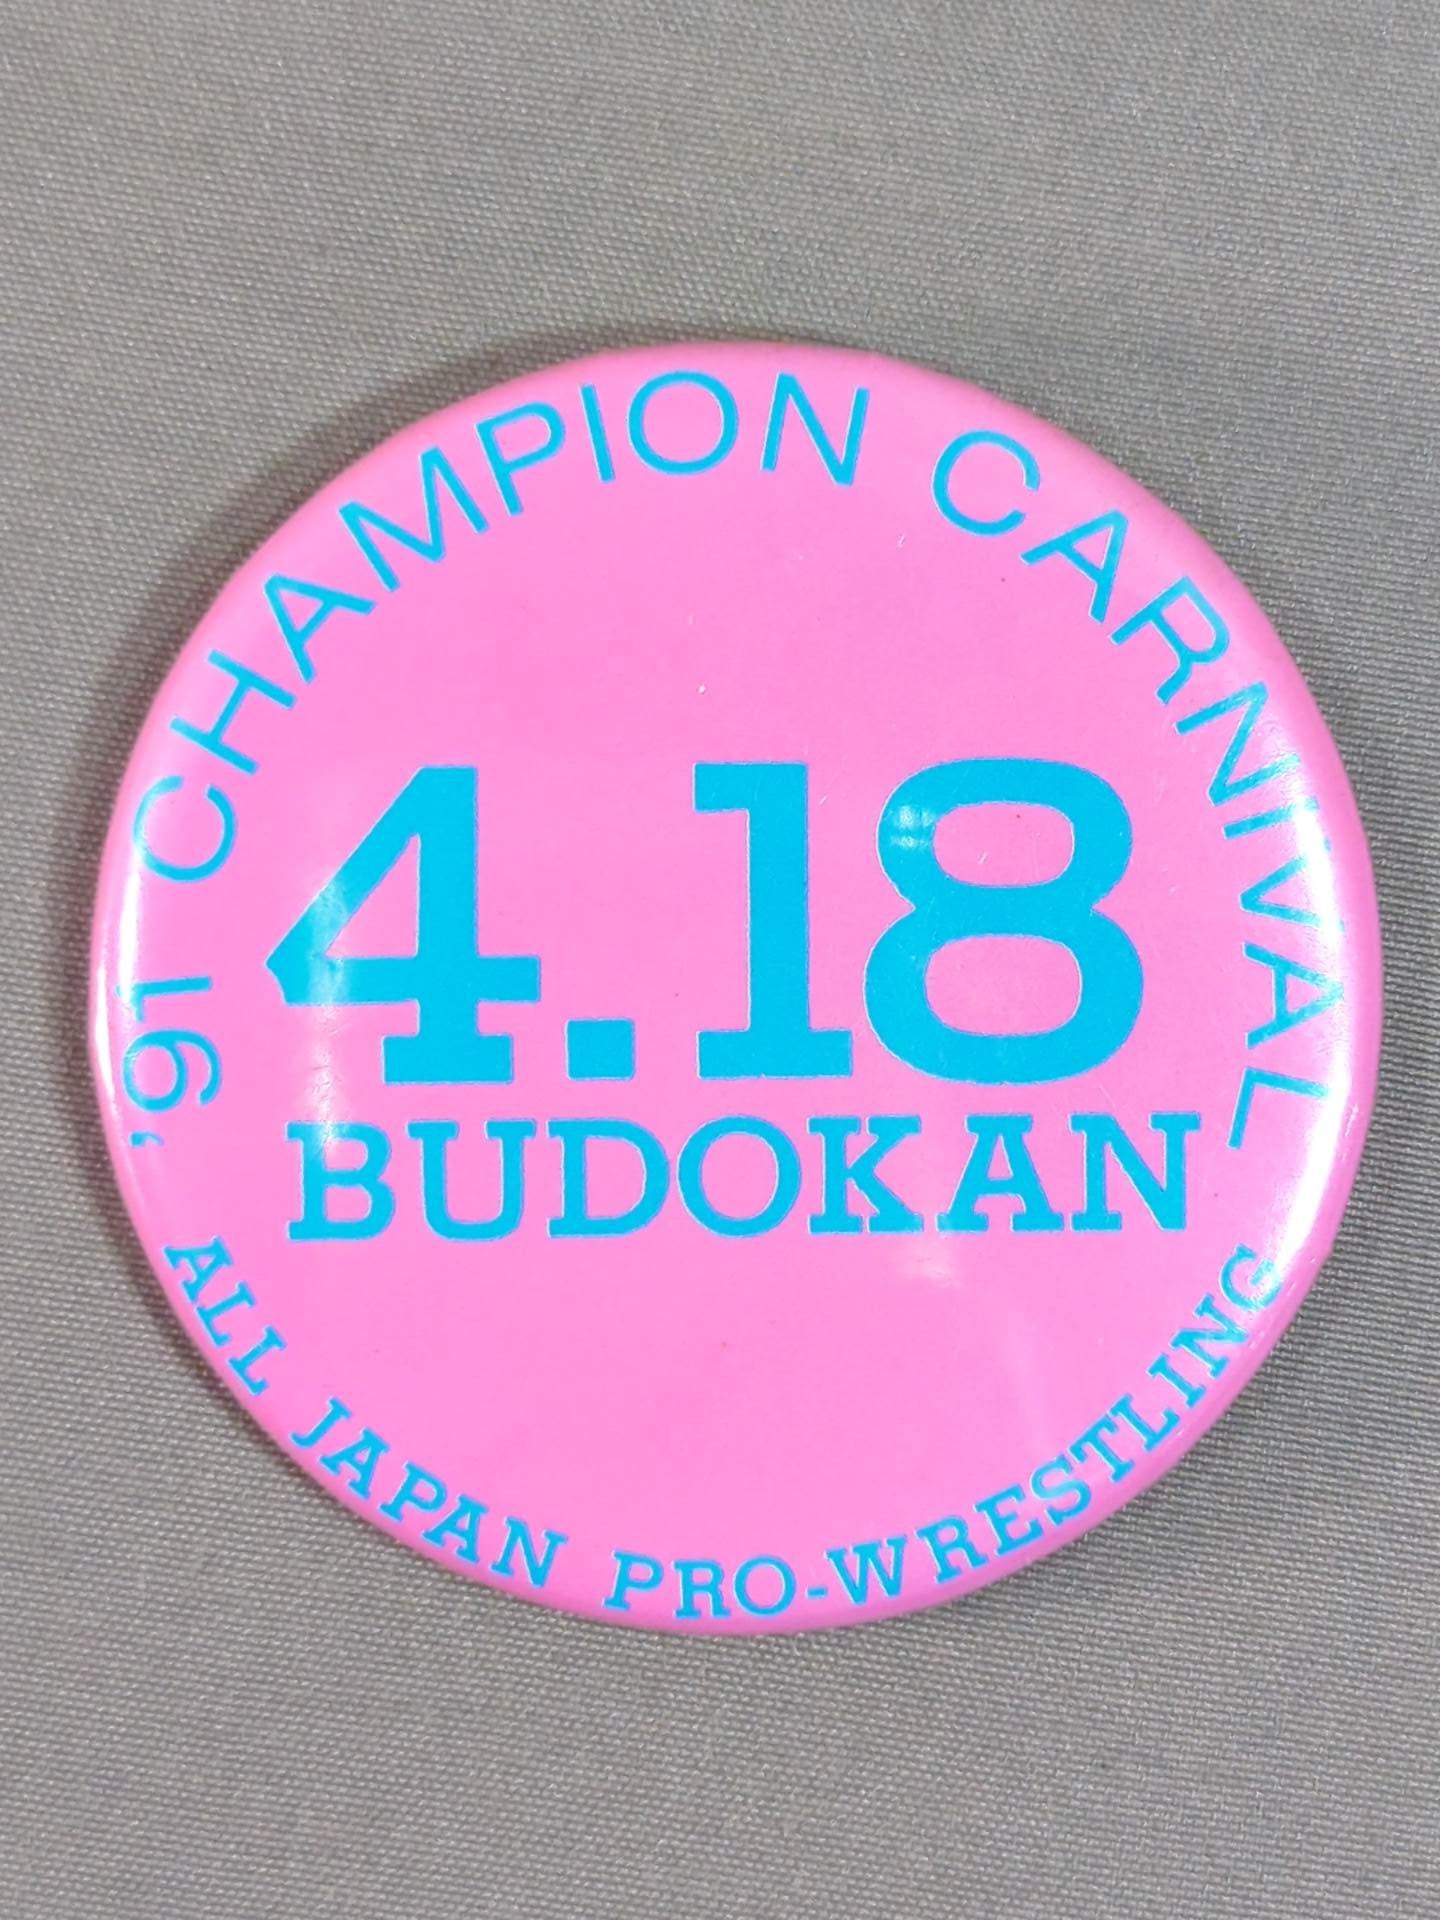 '91 CHAMPION CARNIVAL
4.18
BUDOKAN
ALL JAPAN PRO-WRESTLING